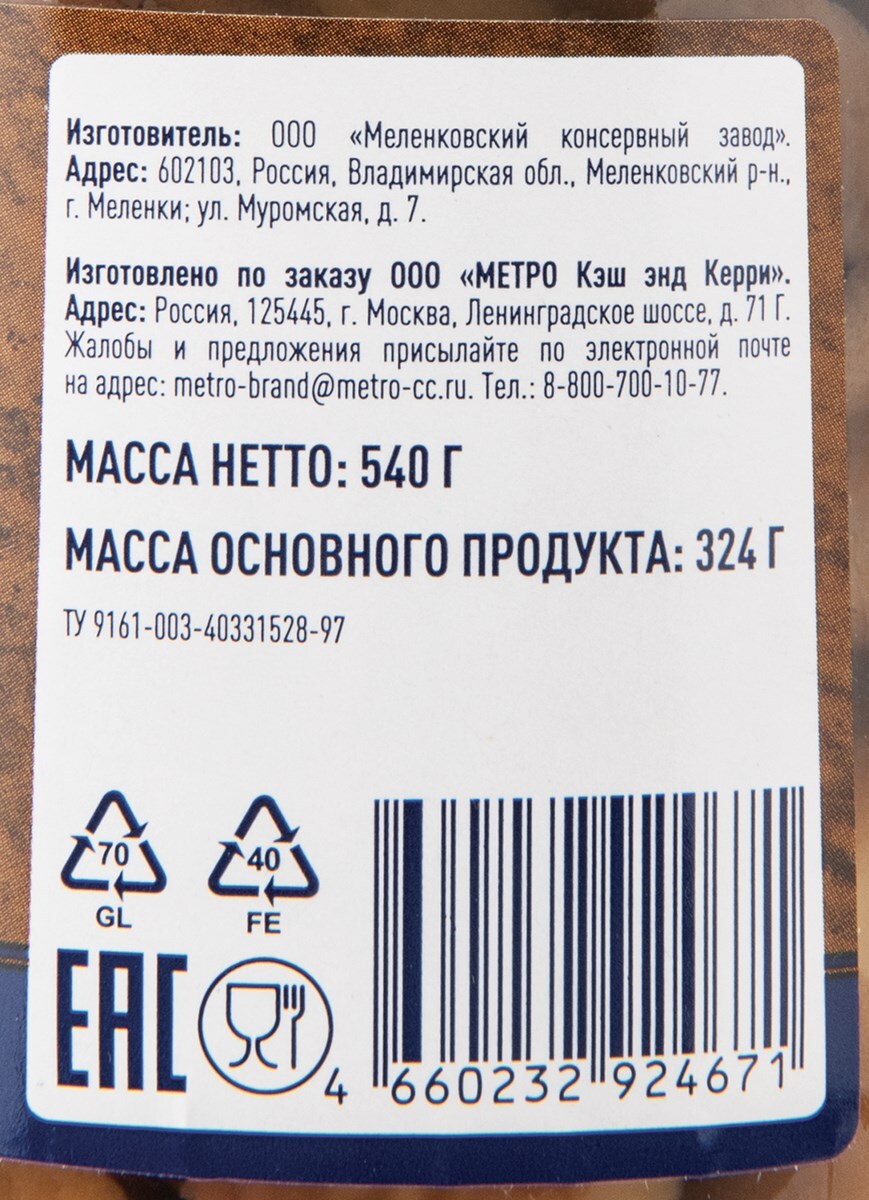 Изготовитель: ООО «Меленковский консервный завод».
Адрес: 602103, Россия, Владимирская обл., Меленковский р-н.,
г. Меленки; ул. Муромская, д. 7.
Изготовлено по заказу ООО «МЕТРО Кэш энд Керри».
Адрес: Россия, 125445, г. Москва, Ленинградское шоссе, д. 71 Г.
Жалобы и предложения присылайте по электронной почте
на адрес: metro-brand@metro-cc.ru. Тел.: 8-800-700-10-77.
МАССА НЕТТО: 540 Г
МАССА ОСНОВНОГО ПРОДУКТА: 324 Г
ТУ 9161-003-40331528-97
70 40
GL FE
EAC
4 660232 924671